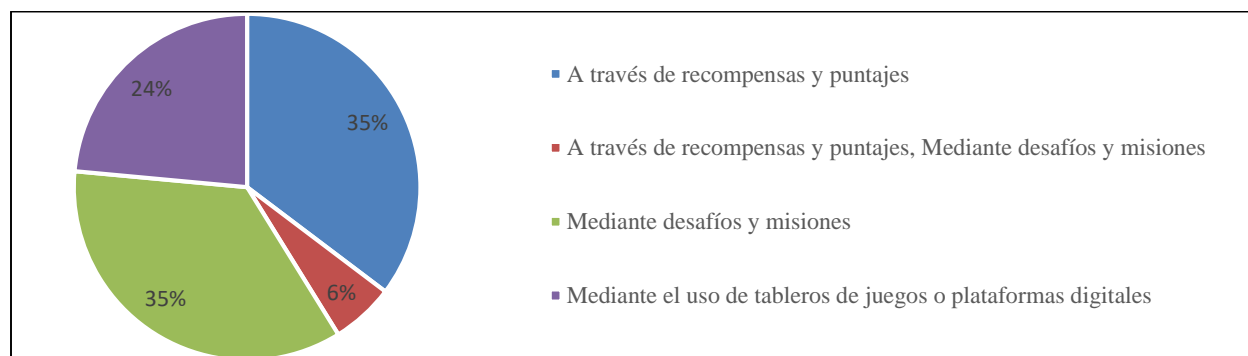 24%
35%
6%
35%
A través de recompensas y puntajes
A través de recompensas y puntajes, Mediante desafíos y misiones
Mediante desafíos y misiones
Mediante el uso de tableros de juegos o plataformas digitales